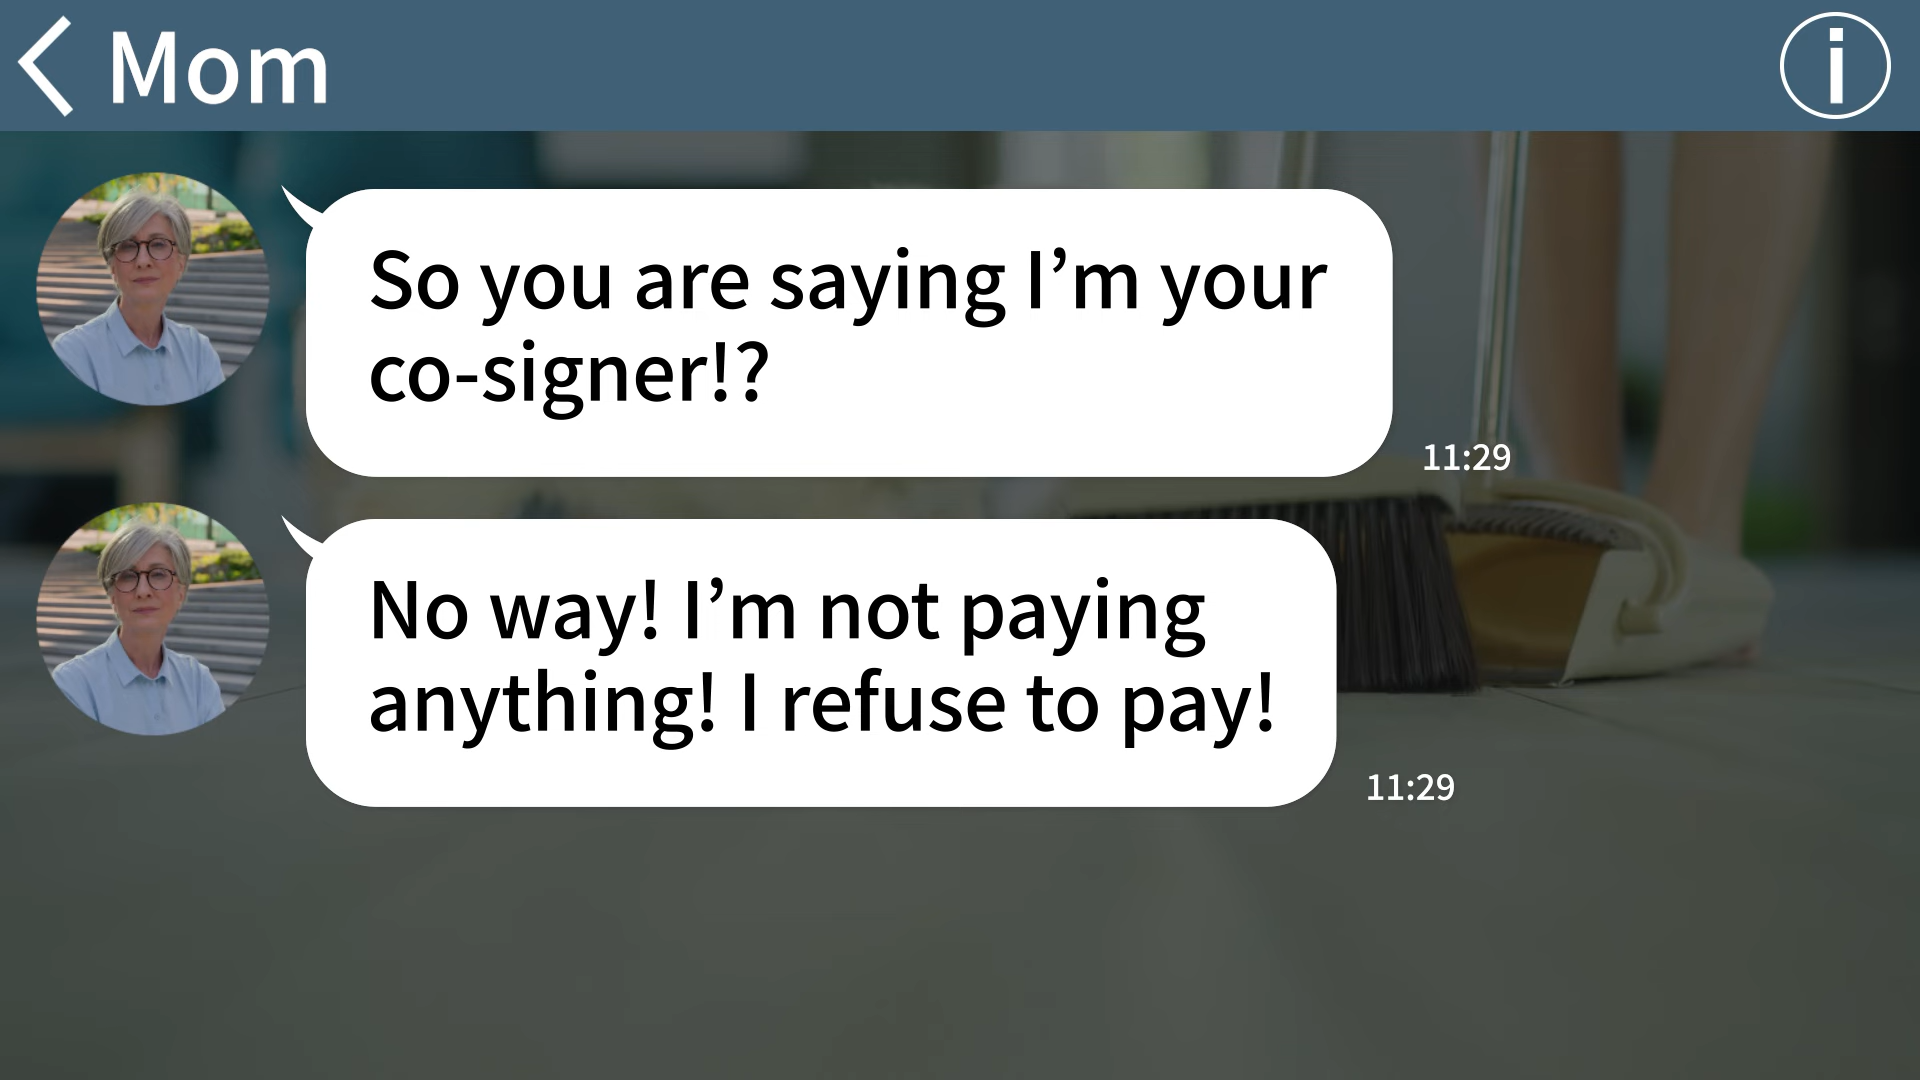 Mom
So you are saying I’m your
co-signer!?
11:29
No way! I’m not paying
anything! I refuse to pay!
11:29